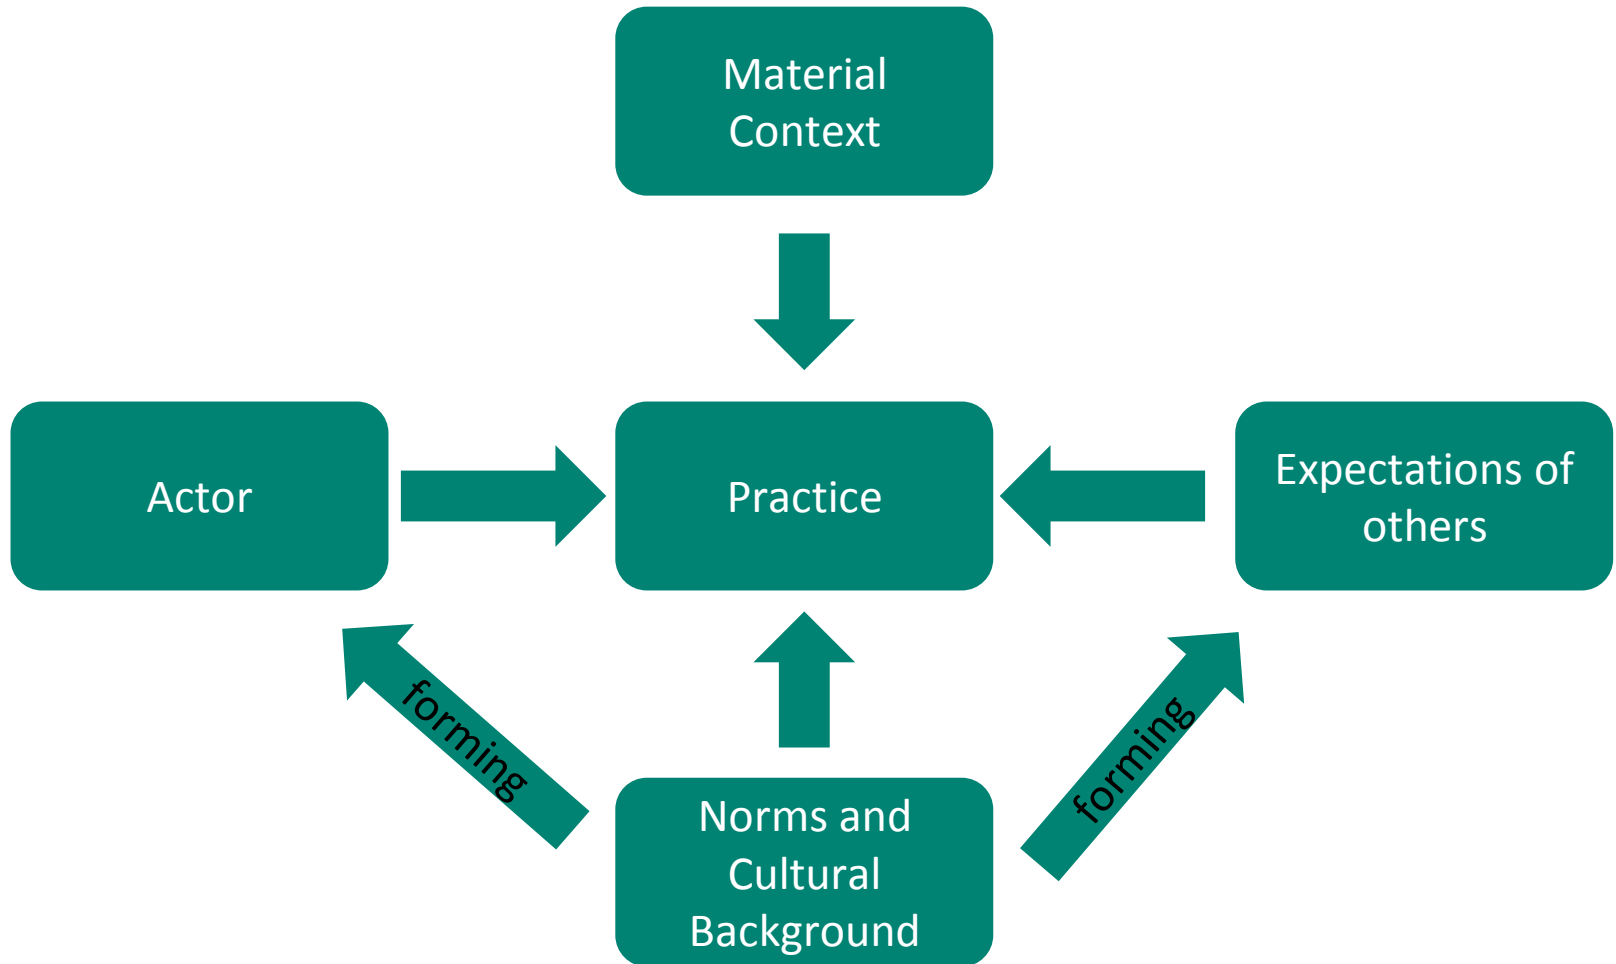 Material
Context
Actor
Practice
Expectations of
others
forming
forming
Norms and
Cultural
Background